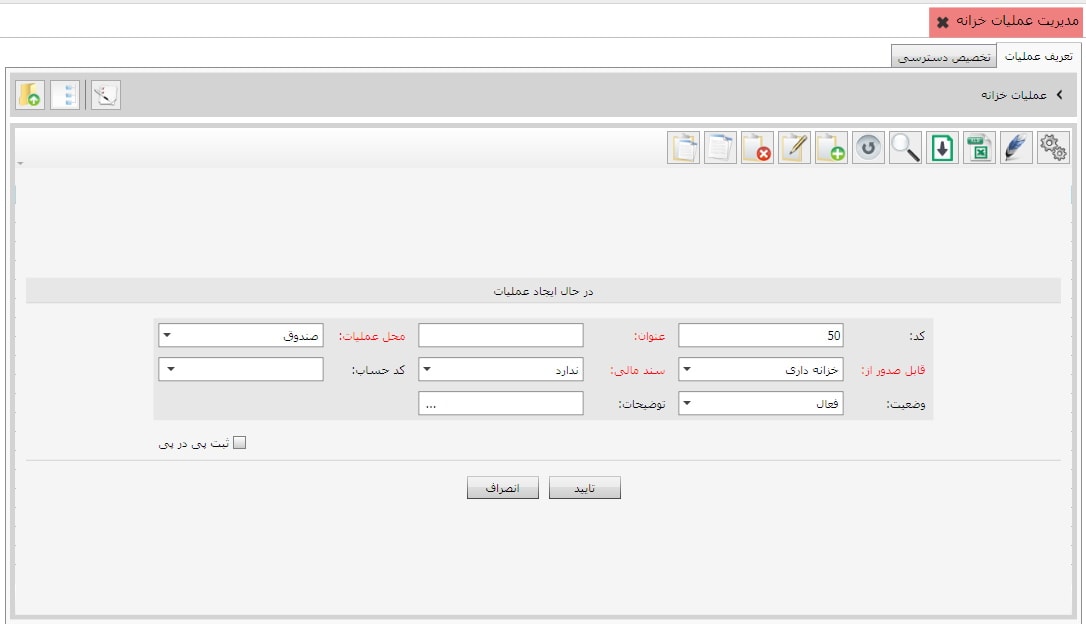 مدیریت عملیات خزانه
تعریف عملیات تخصیص دسترسی
عملیات خزانه
در حال ایجاد عملیات
کد: 50 عنوان: محل عملیات: صندوق
قابل صدور از: خزانه داری سند مالی: ندارد کد حساب:
وضعیت: فعال توضیحات: ...
ثبت پی در پی
تایید انصراف